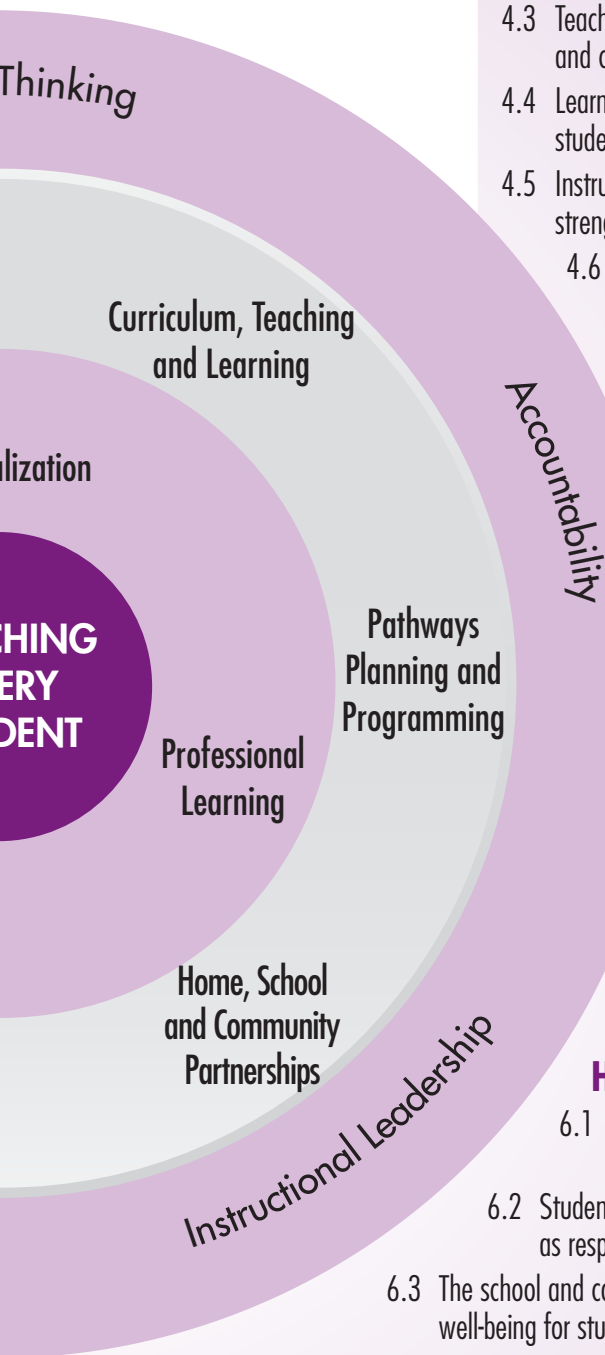 4.3 Teach
and c
4.4 Learn
stude
4.5 Instru
streng
4.6
Thinking
Curriculum, Teaching
and Learning
Accountability
lization
CHING
ERY
DENT
Pathways
Planning and
Programming
Professional
Learning
Home, School
and Community
Partnerships
Instructional Leadership
H
6.1
6.2 Studen
as resp
6.3 The school and co
well-being for stu